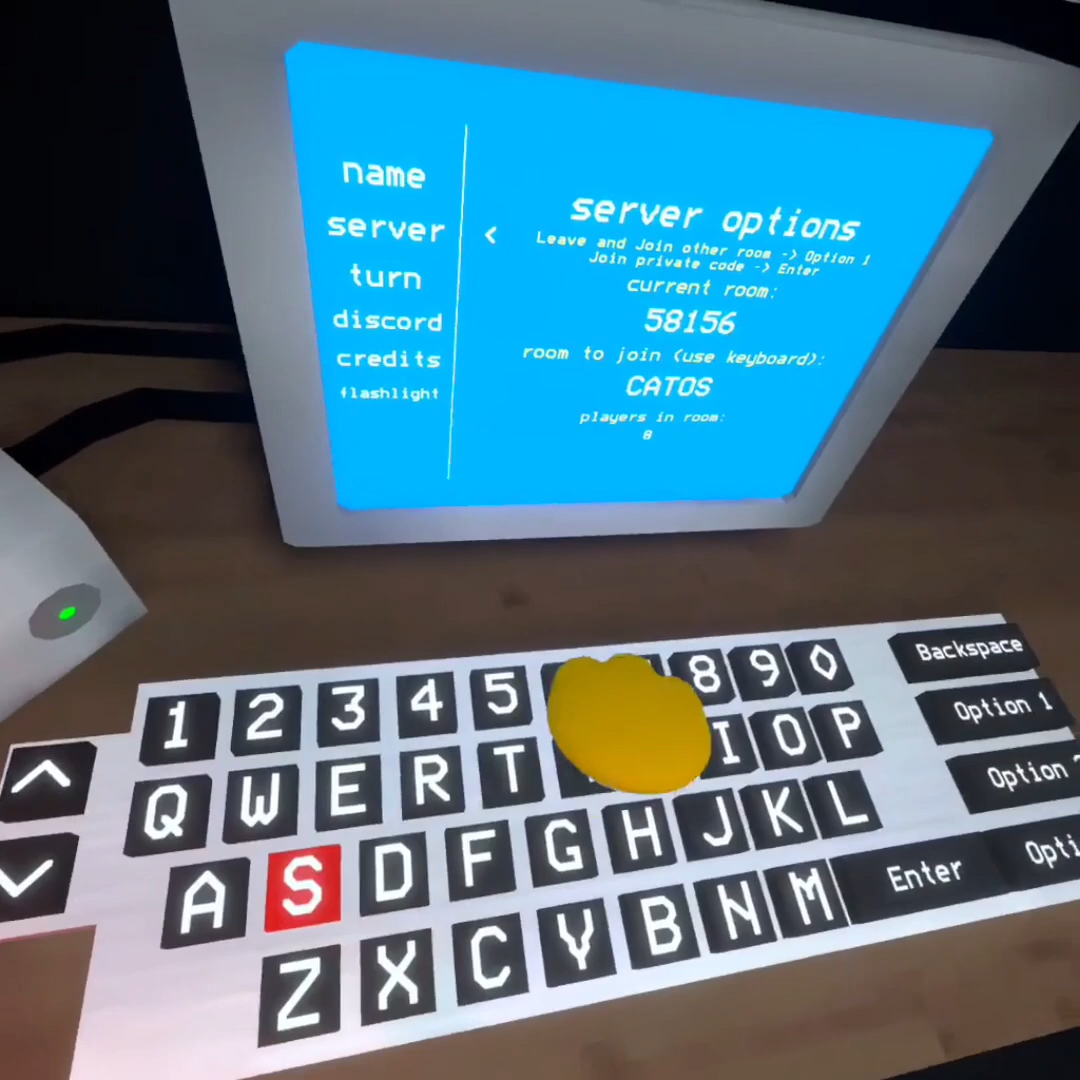 name
server
turn
discord
credits
flashlight
<
server options
Leave and Join other room -> Option 1
Join private code -> Enter
current room:
58156
room to join (use keyboard):
CATOS
players in room:
8
1 2 3 4 5 8 9 0 Backspace
Q W E R T I O P Option 1
A S D F G H J K L Option
Z X C Y B N M Enter